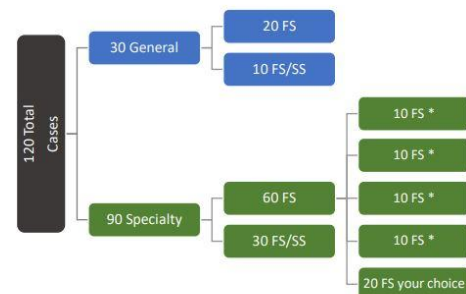 120 Total
Cases
30 General
20 FS
10 FS/SS
90 Specialty
60 FS
30 FS/SS
10 FS *
10 FS *
10 FS *
10 FS *
20 FS your choice